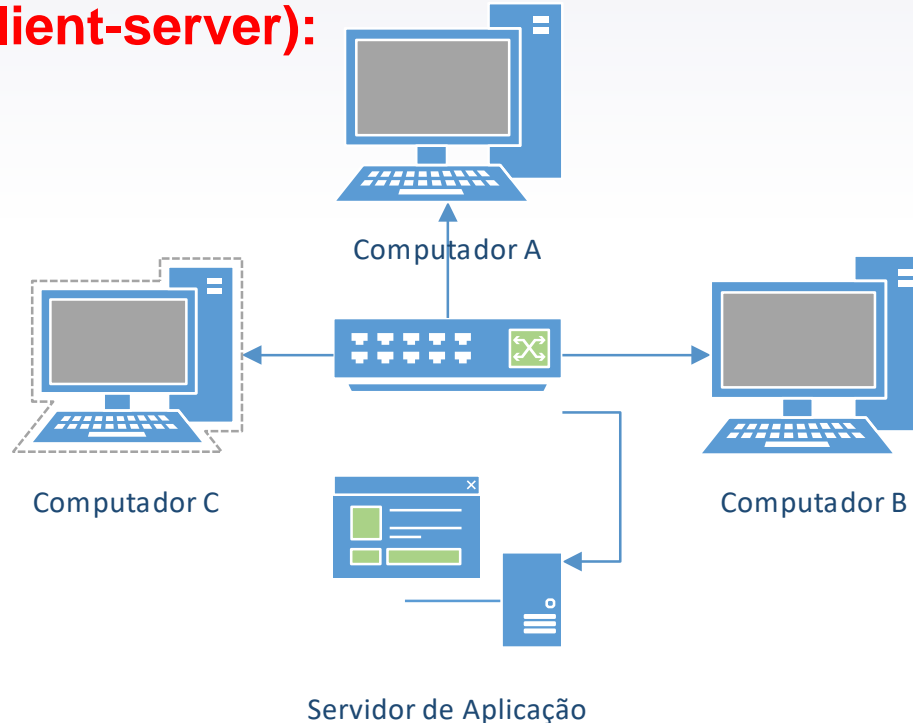 lient-server):
Computador A
Computador C
Computador B
Servidor de Aplicação